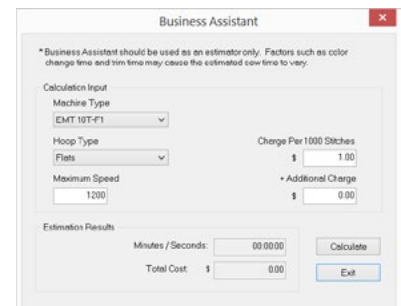 Business Assistant
* Business Assistant should be used as an estimator only. Factors such as color
change time and trim time may cause the estimated sew time to vary.
Calculation Input
Machine Type
EMT 10T-F1
Hoop Type
Charge Per 1000 Stitches
Flats
$ 1.00
Maximum Speed
+ Additional Charge
1200
$ 0.00
Estimation Results
Minutes / Seconds: 00:00:00
Calculate
Total Cost: $ 0.00
Exit